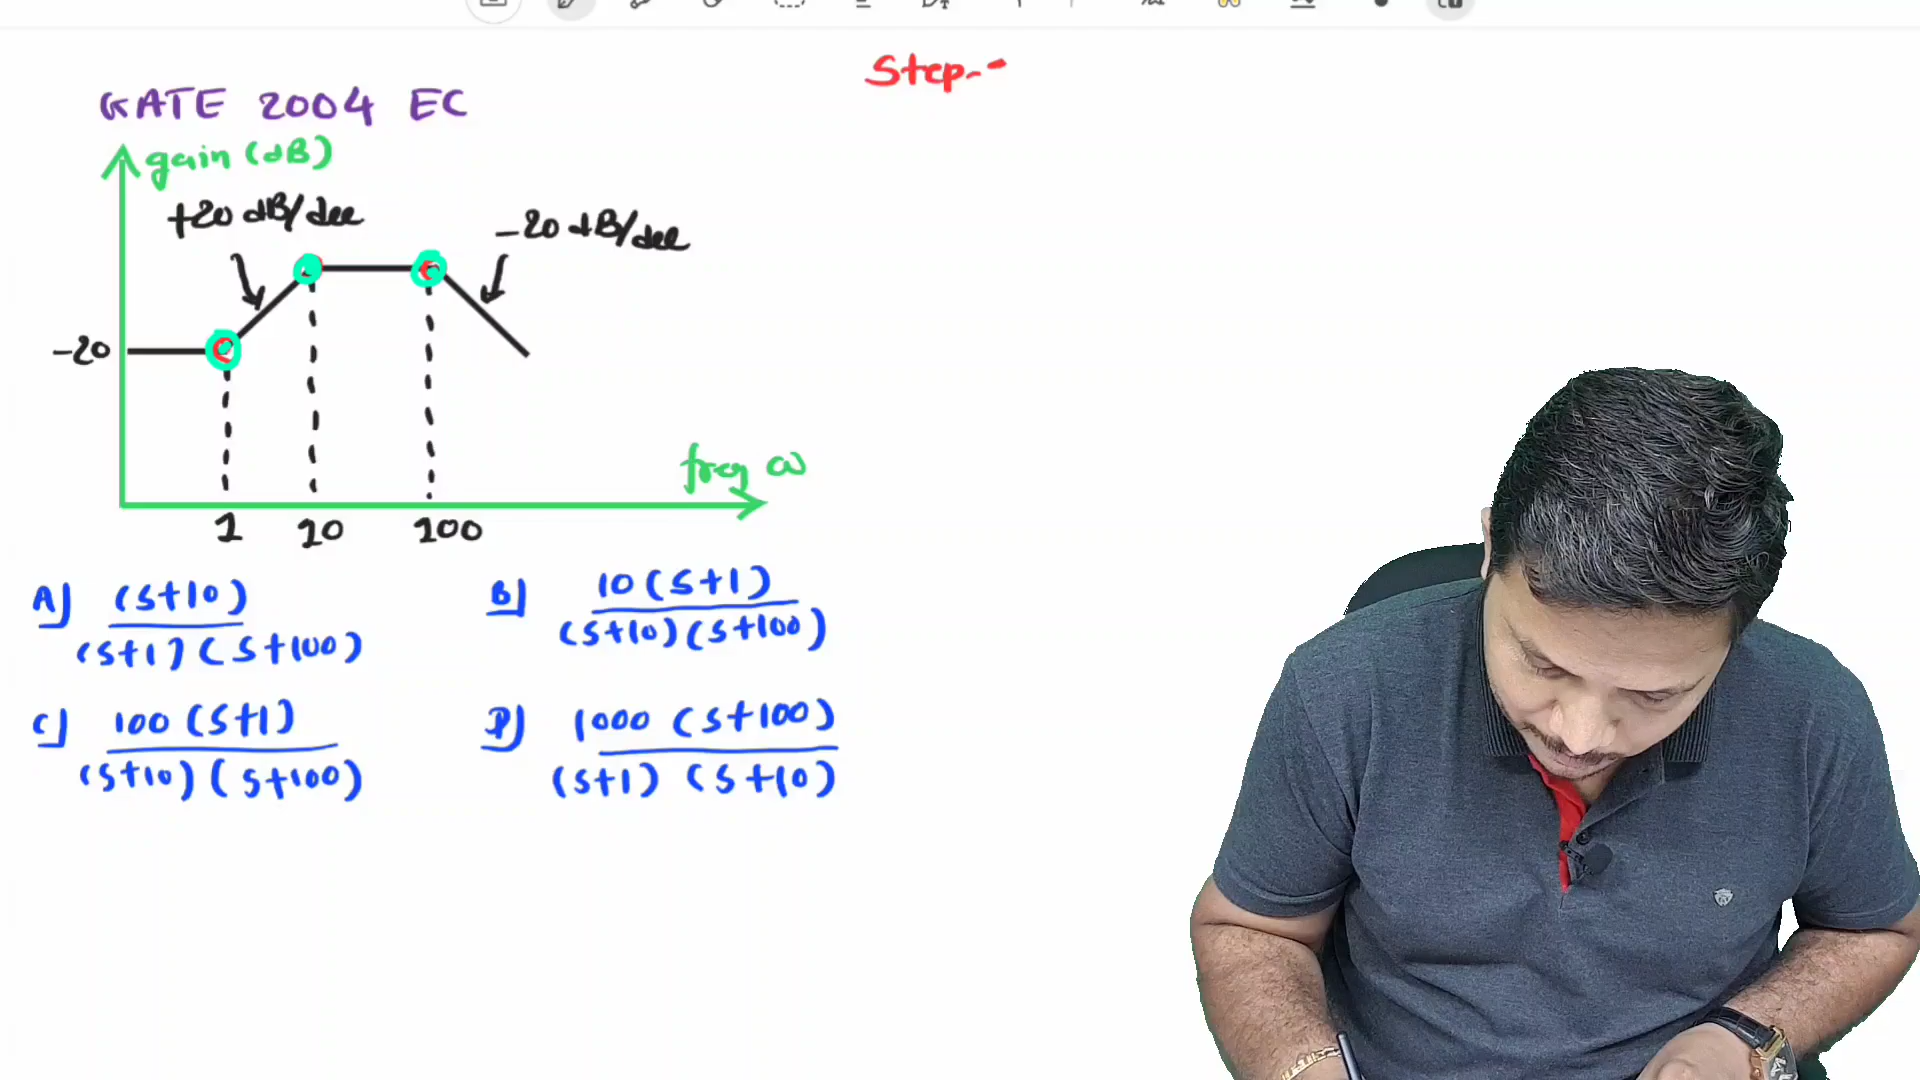 Step--
GATE 2004 EC
gain (dB)
+20 dB/dec
-20 dB/dec
-20
freq ω
1 10 100
A] (s+10)
(s+1) (s+100)
B] 10 (s+1)
(s+10) (s+100)
C] 100 (s+1)
(s+10) (s+100)
D] 1000 (s+100)
(s+1) (s+10)